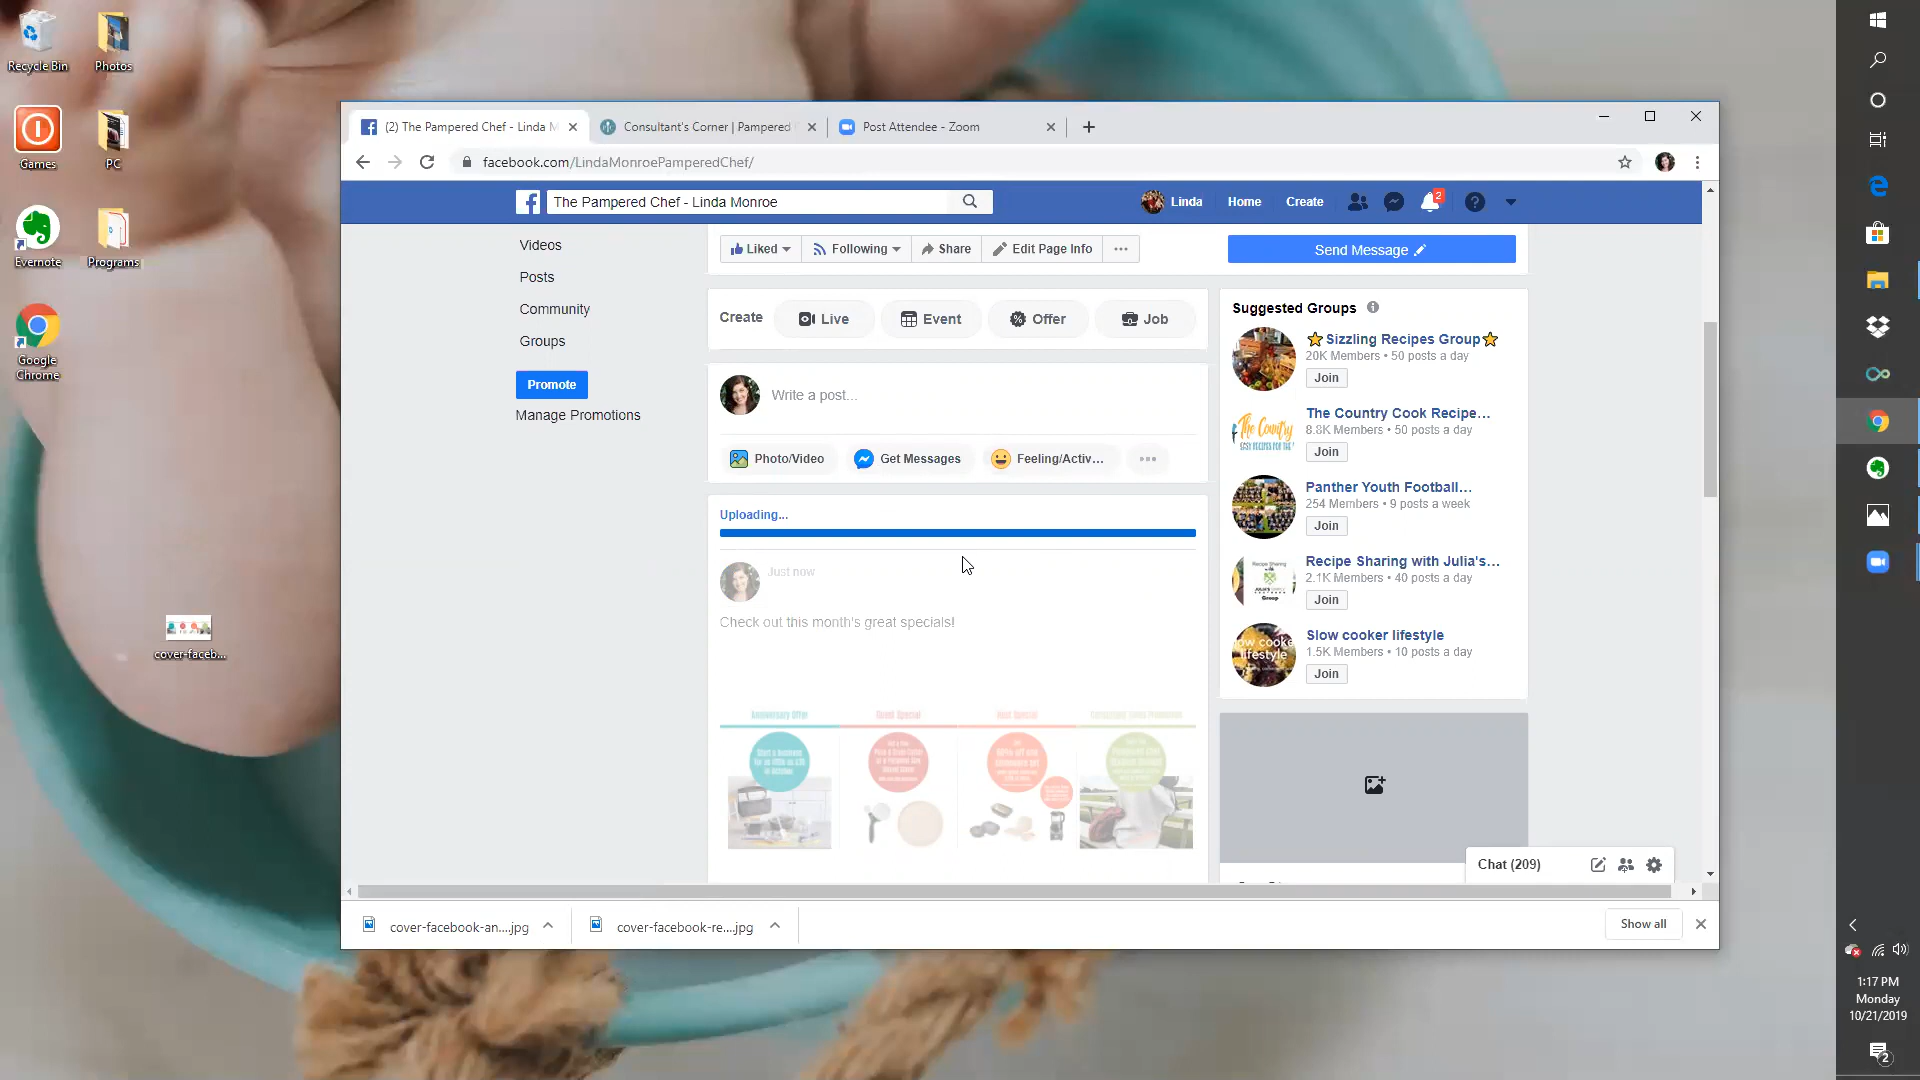 Recycle Bin
Photos
Games
PC
Evernote
Programs
Google
Chrome
cover-faceb...
(2) The Pampered Chef - Linda M
Consultant's Corner | Pampered
Post Attendee - Zoom
facebook.com/LindaMonroePamperedChef/
The Pampered Chef - Linda Monroe
Linda
Home
Create
2
Videos
Posts
Community
Groups
Promote
Manage Promotions
Liked
Following
Share
Edit Page Info
Send Message
Create
Live
Event
Offer
Job
Write a post...
Photo/Video
Get Messages
Feeling/Activ...
Uploading...
Just now
Check out this month's great specials!
Anniversary Offer
Guest Special
Host Special
Suggested Groups
Sizzling Recipes Group
20K Members • 50 posts a day
Join
The Country Cook Recipe...
8.8K Members • 50 posts a day
Join
Panther Youth Football...
254 Members • 9 posts a week
Join
Recipe Sharing with Julia's...
2.1K Members • 40 posts a day
Join
Slow cooker lifestyle
1.5K Members • 10 posts a day
Join
Chat (209)
cover-facebook-an....jpg
cover-facebook-re....jpg
Show all
1:17 PM
Monday
10/21/2019
2